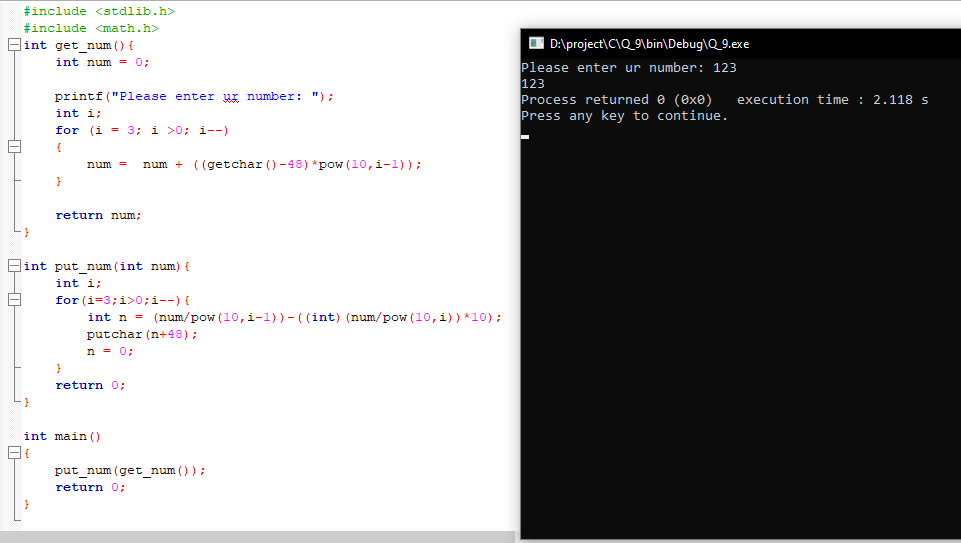 #include <stdlib.h>
#include <math.h>
int get_num(){
    int num = 0;
    printf("Please enter ur number: ");
    int i;
    for (i = 3; i >0; i--)
    {
        num =  num + ((getchar()-48)*pow(10,i-1));
    }
    return num;
}
int put_num(int num){
    int i;
    for(i=3;i>0;i--){
        int n = (num/pow(10,i-1))-((int)(num/pow(10,i))*10);
        putchar(n+48);
        n = 0;
    }
    return 0;
}
int main()
{
    put_num(get_num());
    return 0;
}
D:\project\C\Q_9\bin\Debug\Q_9.exe
Please enter ur number: 123
123
Process returned 0 (0x0)   execution time : 2.118 s
Press any key to continue.